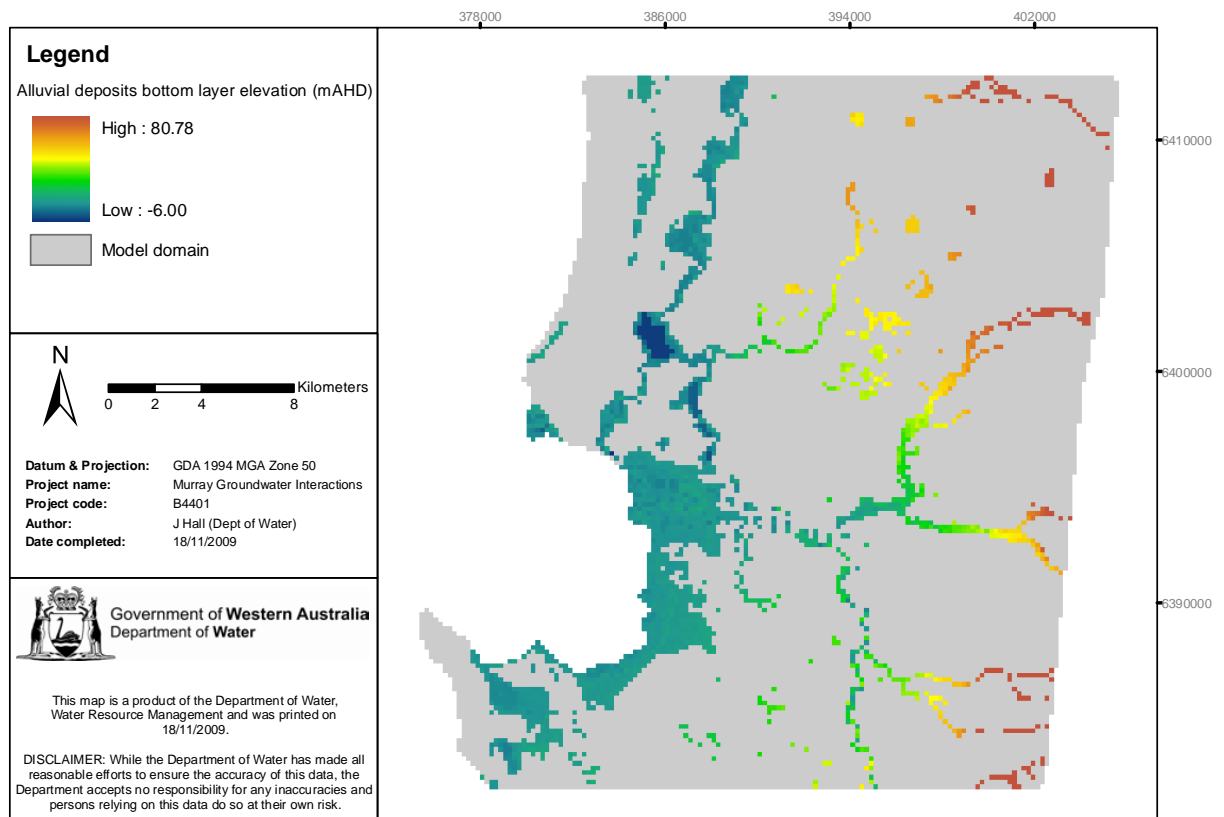 378000 386000 394000 402000
Legend
Alluvial deposits bottom layer elevation (mAHD)
High : 80.78
Low : -6.00
Model domain
6410000
N
Kilometers
0 2 4 8
6400000
Datum & Projection: GDA 1994 MGA Zone 50
Project name: Murray Groundwater Interactions
Project code: B4401
Author: J Hall (Dept of Water)
Date completed: 18/11/2009
6390000
Government of Western Australia
Department of Water
This map is a product of the Department of Water,
Water Resource Management and was printed on
18/11/2009.
DISCLAIMER: While the Department of Water has made all
reasonable efforts to ensure the accuracy of this data, the
Department accepts no responsibility for any inaccuracies and
persons relying on this data do so at their own risk.